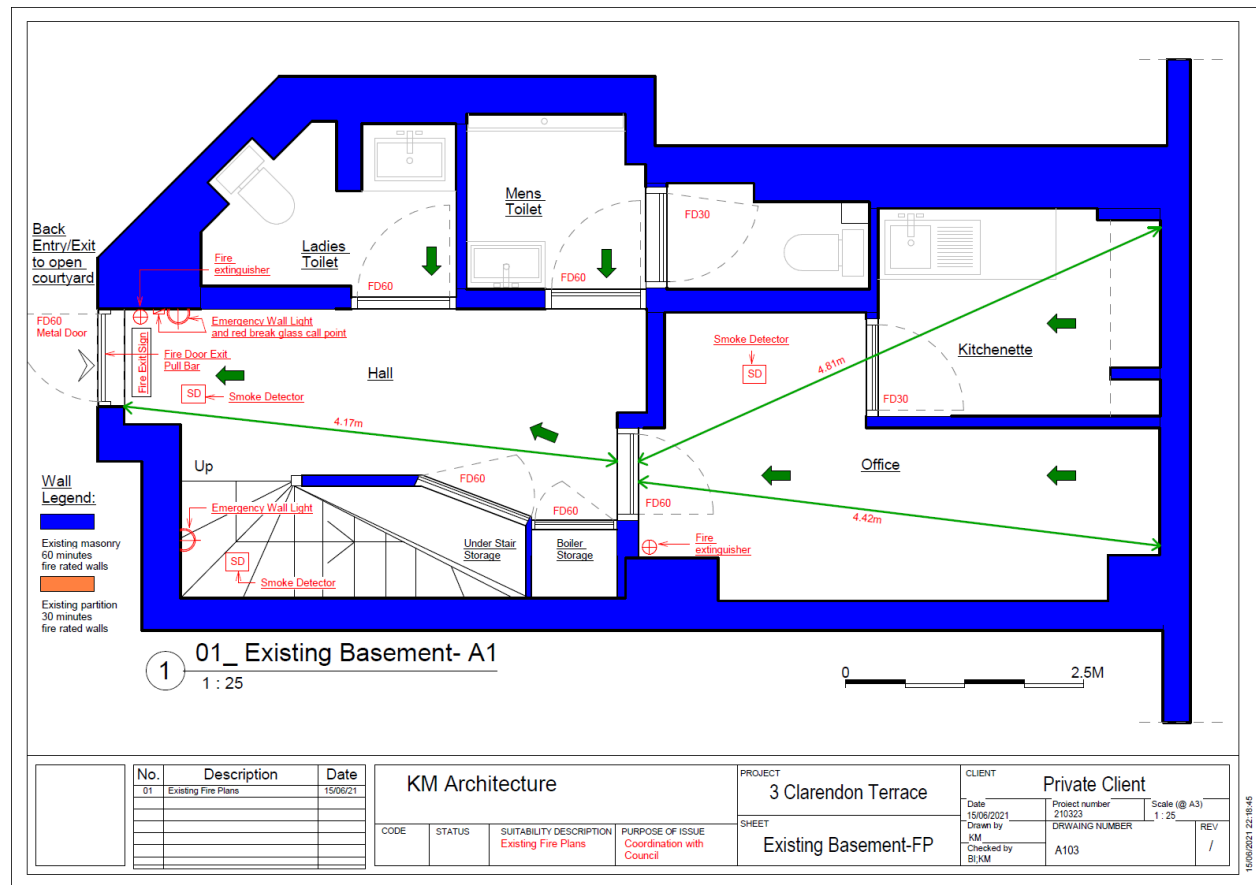 Back
Entry/Exit
to open
courtyard
FD60
Metal Door
Fire
extinguisher
Emergency Wall Light
and red break glass call point
Fire Door Exit
Pull Bar
Fire Exit Sign
SD
Smoke Detector
Hall
4.17m
Ladies
Toilet
FD60
Mens
Toilet
FD60
FD30
Smoke Detector
SD
4.81m
Kitchenette
FD30
Office
4.42m
FD60
Fire
extinguisher
Up
Emergency Wall Light
SD
Smoke Detector
FD60
Under Stair
Storage
FD60
Boiler
Storage
Wall
Legend:
Existing masonry
60 minutes
fire rated walls
Existing partition
30 minutes
fire rated walls
1
01_ Existing Basement- A1
1 : 25
0
2.5M
No.
Description
Date
01
Existing Fire Plans
15/06/21
KM Architecture
CODE
STATUS
SUITABILITY DESCRIPTION
Existing Fire Plans
PURPOSE OF ISSUE
Coordination with
Council
PROJECT
3 Clarendon Terrace
SHEET
Existing Basement-FP
CLIENT
Private Client
Date
15/06/2021
Project number
210323
Scale (@ A3)
1 : 25
Drawn by
KM
Checked by
BI;KM
DRWAING NUMBER
A103
REV
/
15/06/2021 22:18:45